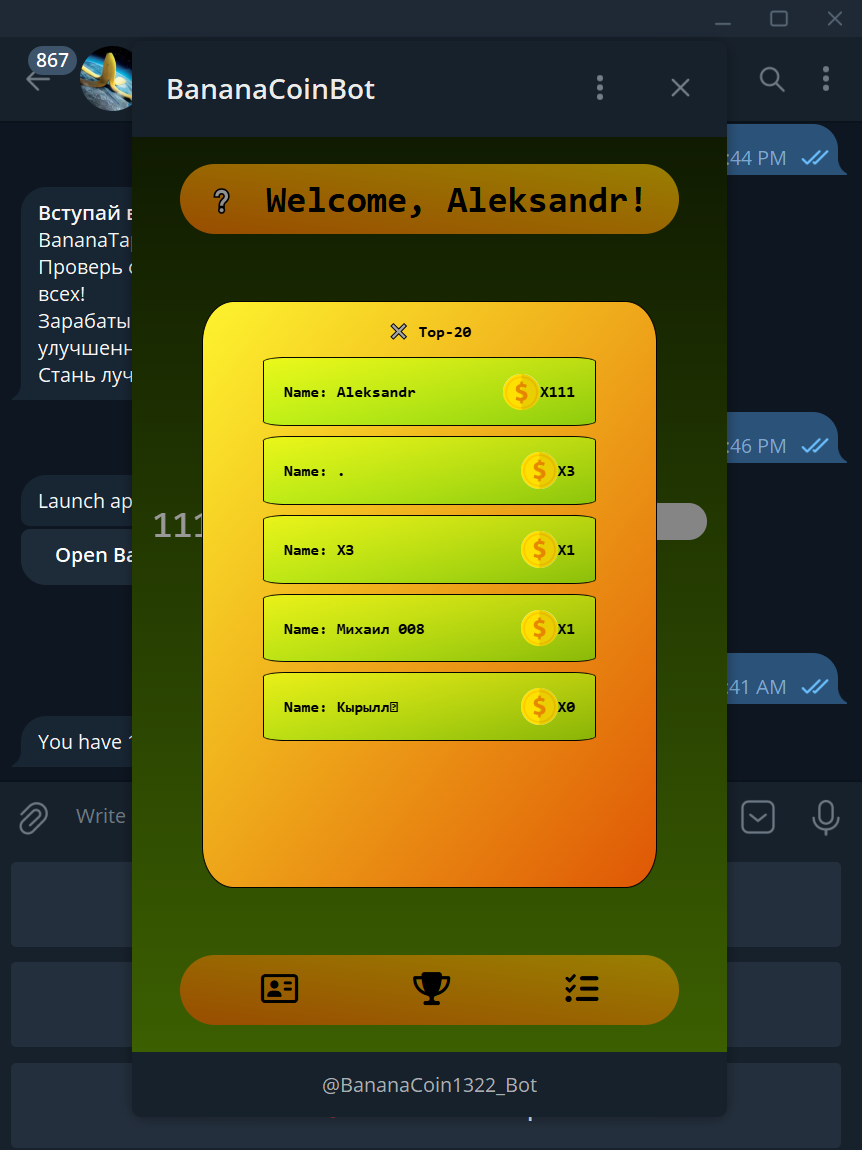 867
BananaCoinBot
:44 PM
? Welcome, Aleksandr!
Вступай в
BananaTa
Проверь
всех!
Зарабаты
улучшенн
Стань луч
Top-20
Name: Aleksandr X111
Name: . X3
:46 PM
Launch ap
111
Name: X3 X1
Open Ba
Name: Михаил 008 X1
:41 AM
Name: Кырылл X0
You have
Write
@BananaCoin1322_Bot